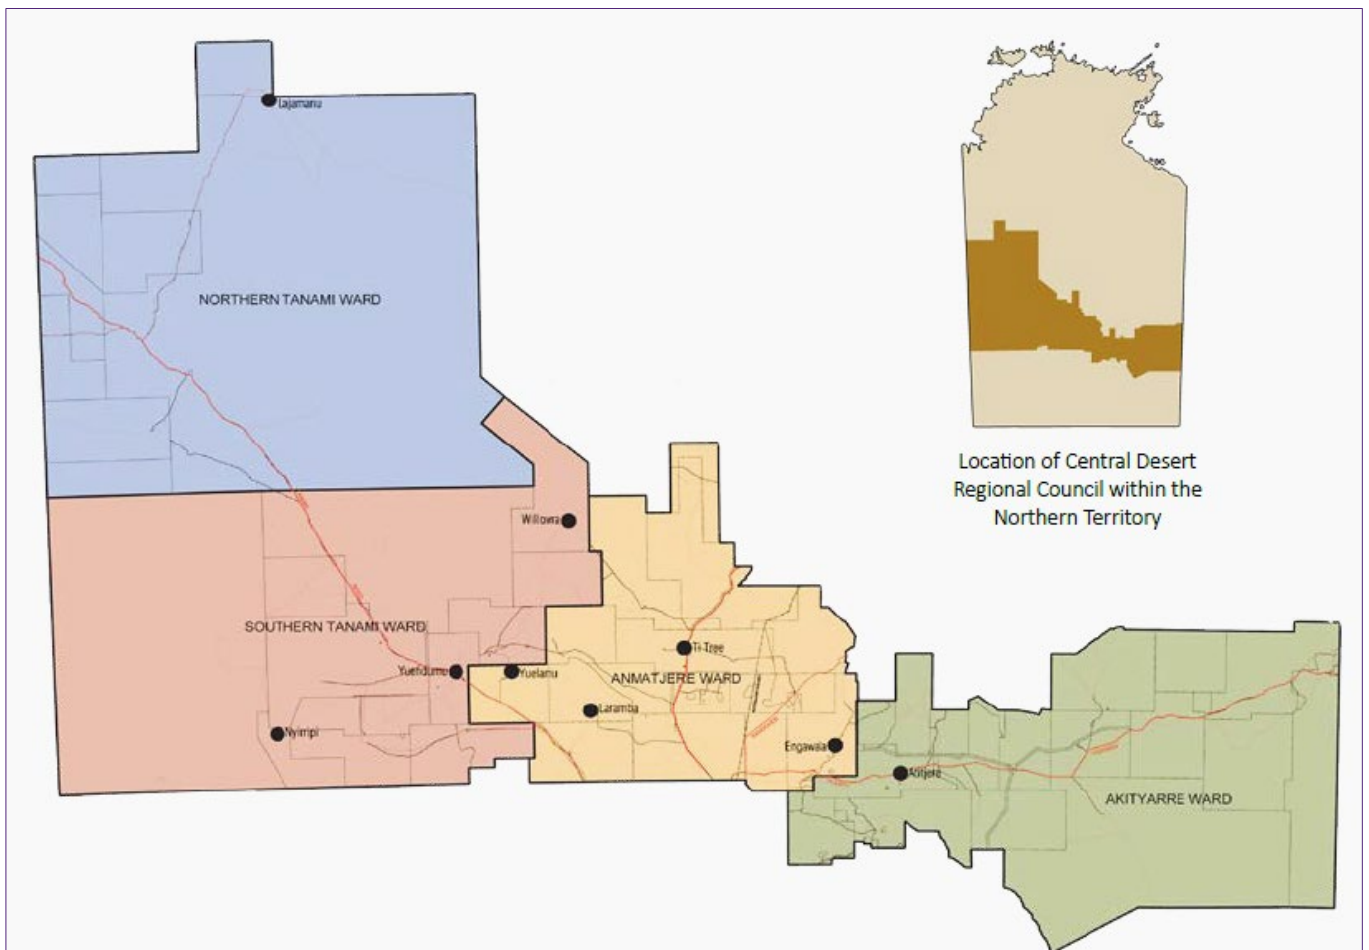 Lajamanu
NORTHERN TANAMI WARD
Location of Central Desert
Regional Council within the
Northern Territory
Willowra
SOUTHERN TANAMI WARD
Ti-Tree
Yuendumu
Yuelamu
ANMATJERE WARD
Laramba
Nyirripi
Engawala
Atitjere
AKITYARRE WARD